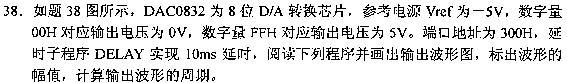 38. 如题 38 图所示，DAC0832 为 8 位 D/A 转换芯片，参考电源 Vref 为－5V，数字量
00H 对应输出电压为 0V，数字量 FFH 对应输出电压为 5V。端口地址为 300H，延
时子程序 DELAY 实现 10ms 延时，阅读下列程序并画出输出波形图，标出波形的
幅值，计算输出波形的周期。